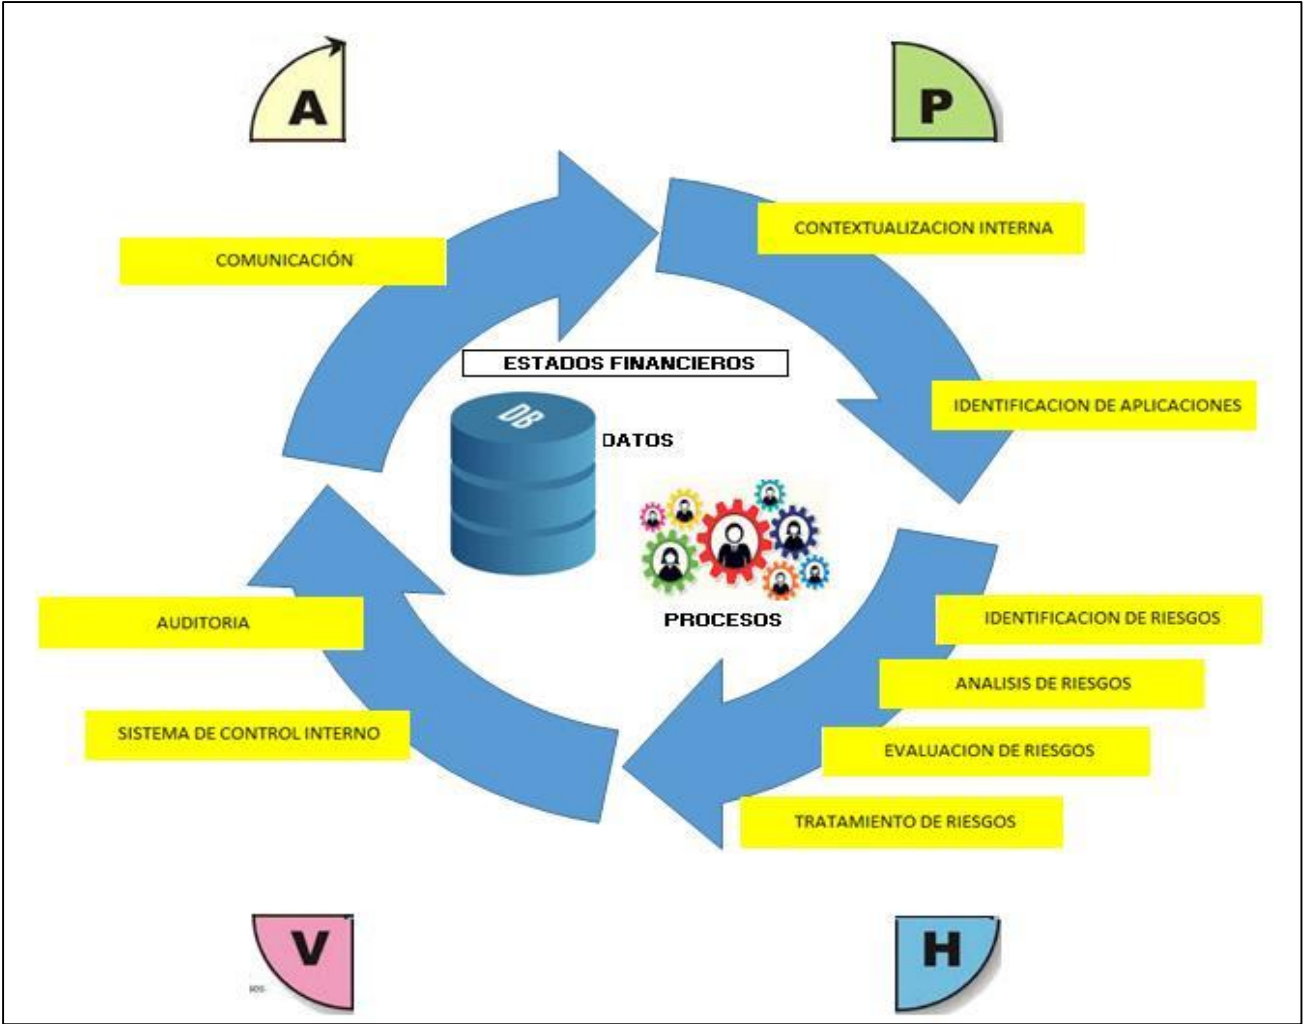 A
P
CONTEXTUALIZACION INTERNA
COMUNICACIÓN
ESTADOS FINANCIEROS
IDENTIFICACION DE APLICACIONES
DB
DATOS
PROCESOS
IDENTIFICACION DE RIESGOS
AUDITORIA
ANALISIS DE RIESGOS
SISTEMA DE CONTROL INTERNO
EVALUACION DE RIESGOS
TRATAMIENTO DE RIESGOS
V
H